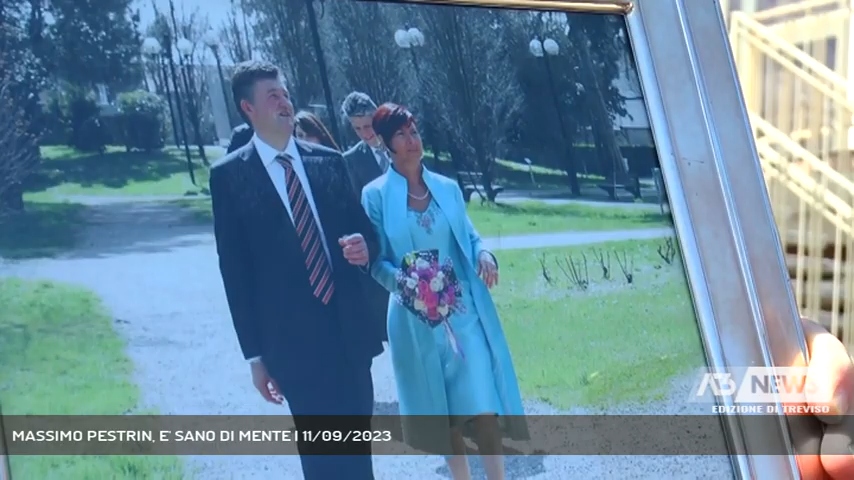 A3 NEWS
EDIZIONE DI TREVISO
MASSIMO PESTRIN, E' SANO DI MENTE | 11/09/2023